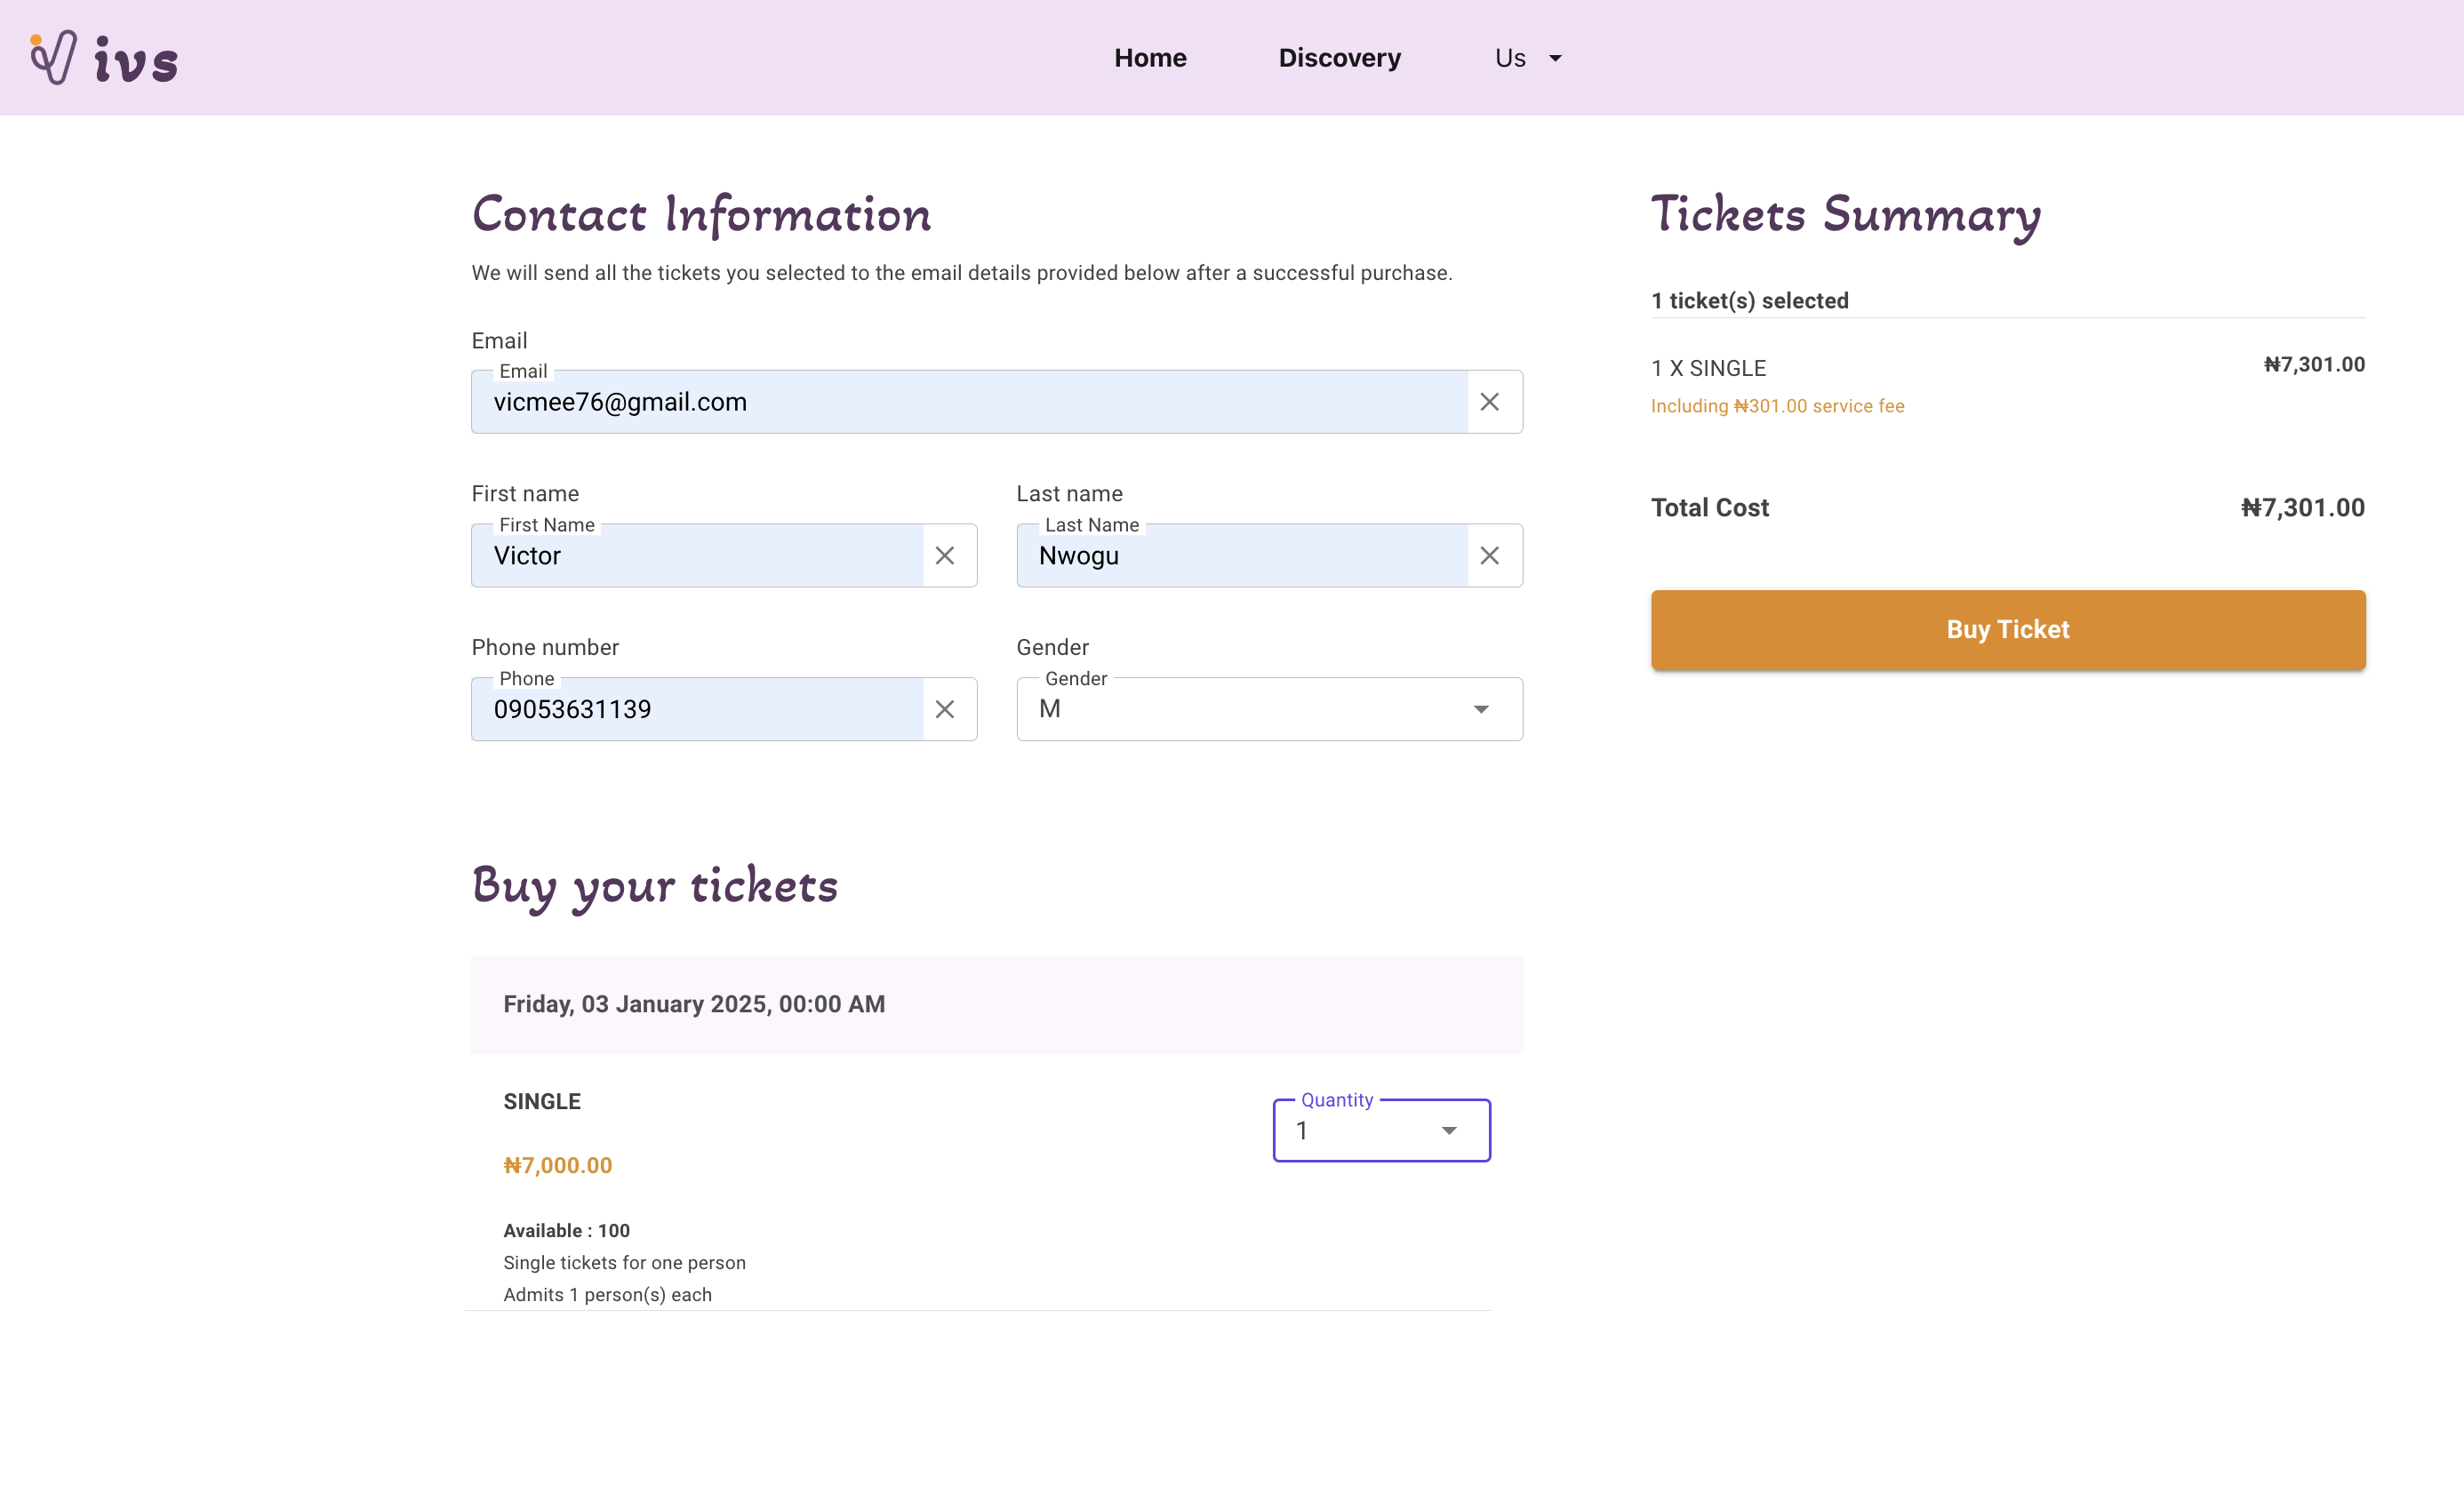 Vivs
Home
Discovery
Us
Contact Information
We will send all the tickets you selected to the email details provided below after a successful purchase.
Email
Email
vicmee76@gmail.com
First name
Last name
First Name
Last Name
Victor
Nwogu
Phone number
Gender
Phone
Gender
09053631139
M
Buy your tickets
Friday, 03 January 2025, 00:00 AM
SINGLE
Quantity
1
₦7,000.00
Available : 100
Single tickets for one person
Admits 1 person(s) each
Tickets Summary
1 ticket(s) selected
1 X SINGLE
₦7,301.00
Including ₦301.00 service fee
Total Cost
₦7,301.00
Buy Ticket